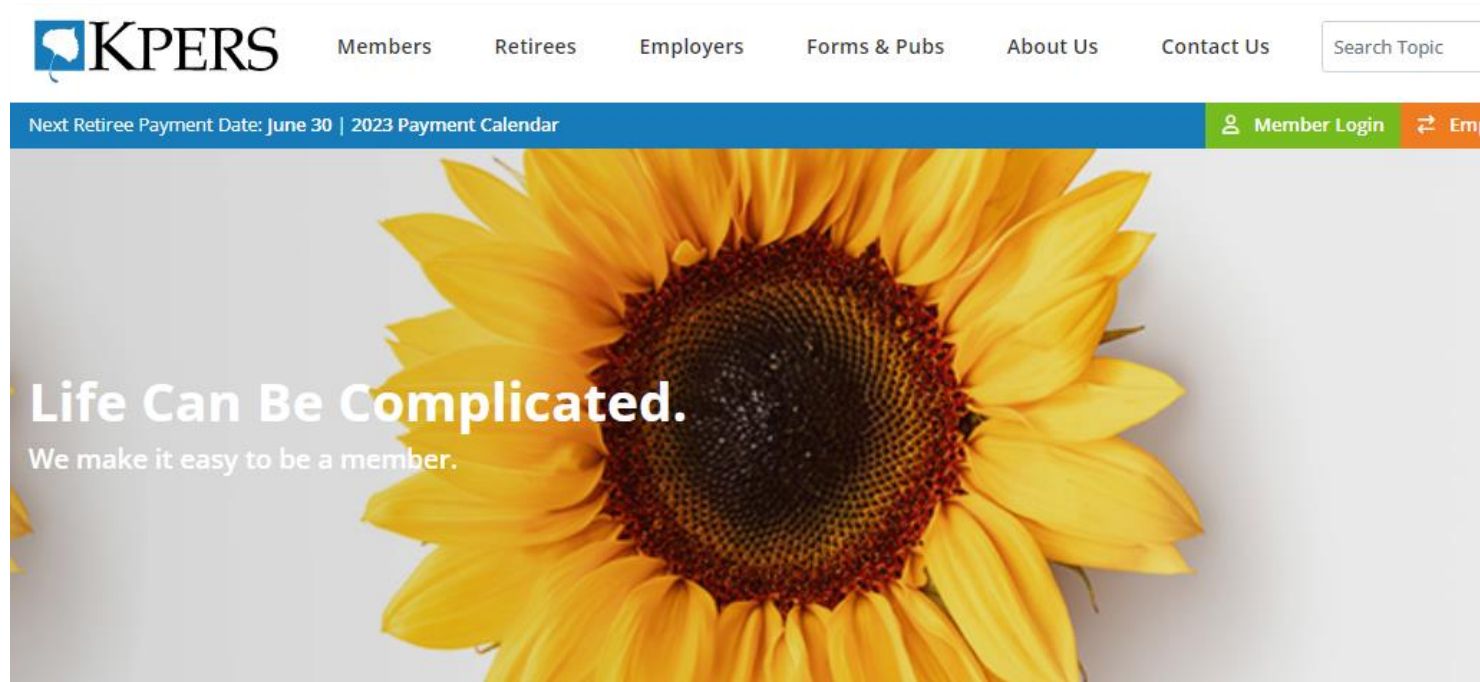 KPERS
Members Retirees Employers Forms & Pubs About Us Contact Us Search Topic
Next Retiree Payment Date: June 30 | 2023 Payment Calendar
Member Login
Life Can Be Complicated.
We make it easy to be a member.